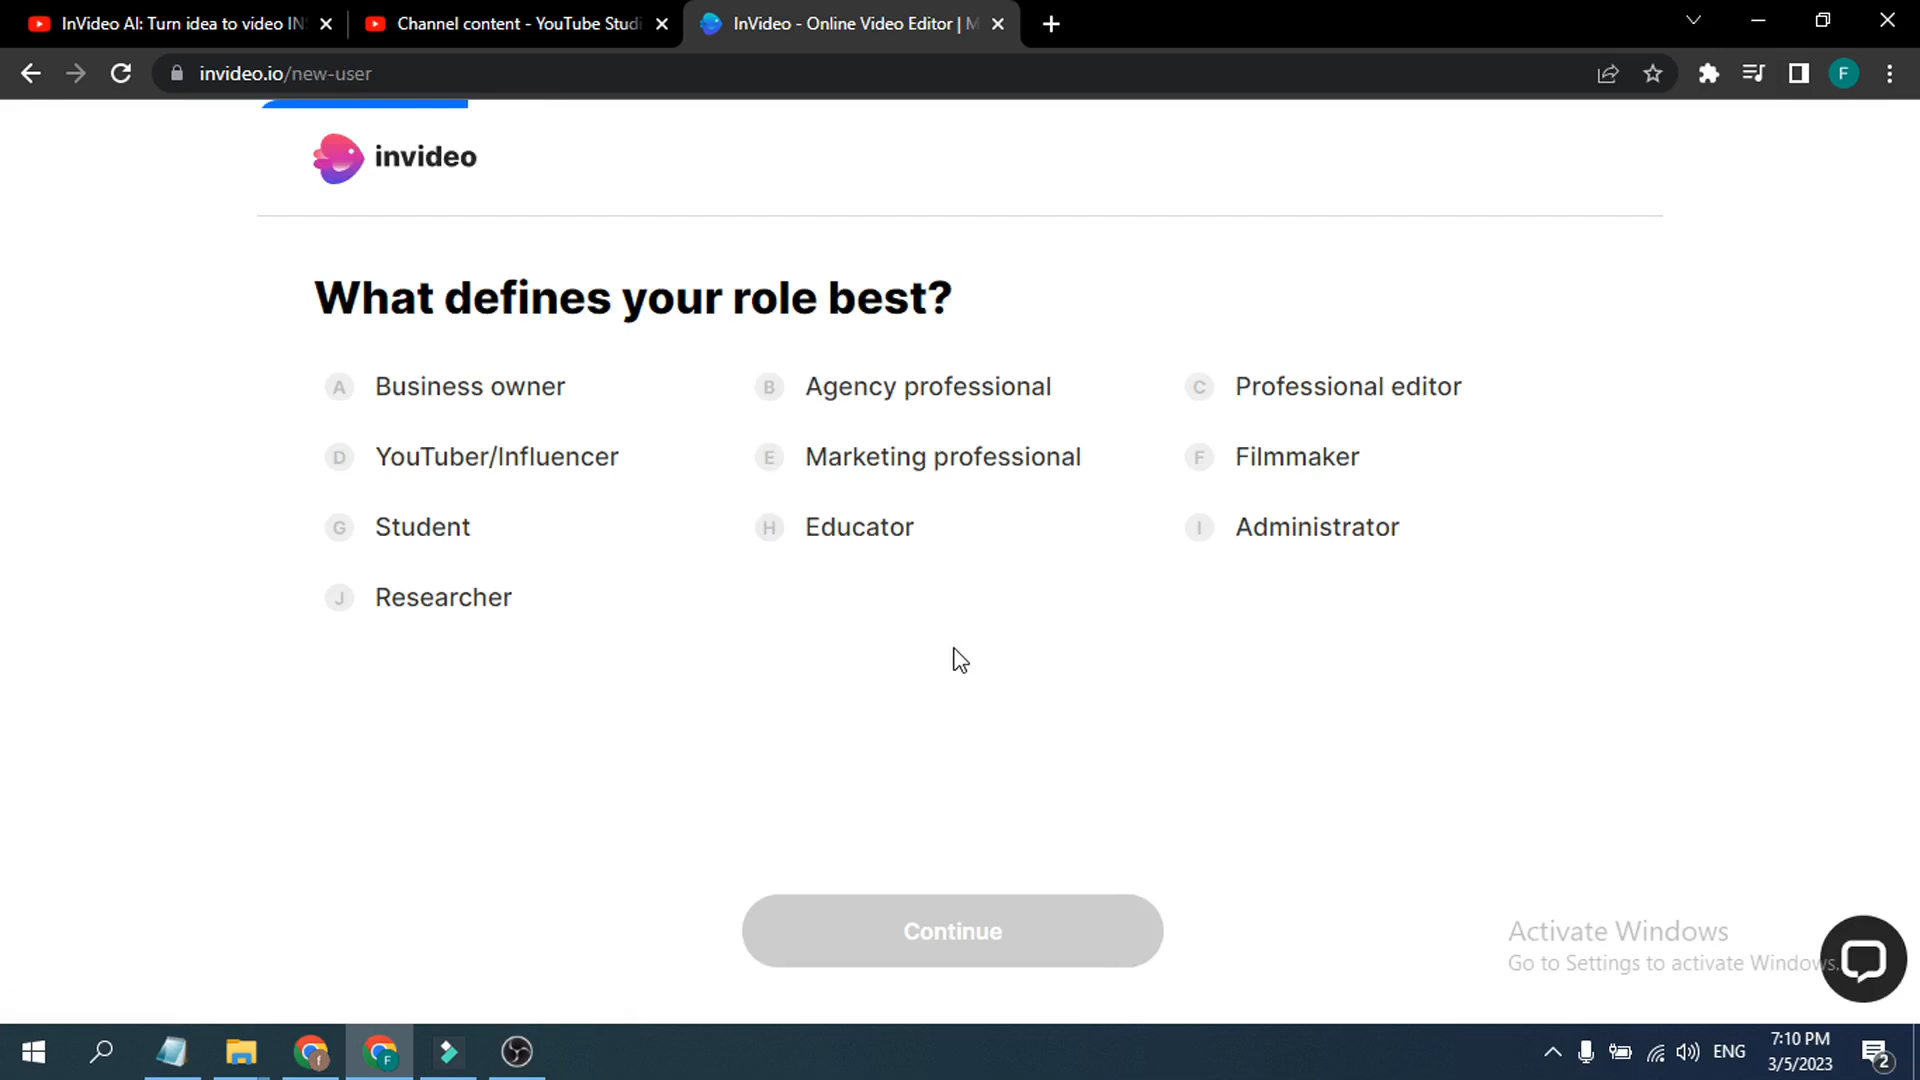 InVideo AI: Turn idea to video IN
Channel content - YouTube Studi
InVideo - Online Video Editor | M
invideo.io/new-user
F
invideo
What defines your role best?
A Business owner
B Agency professional
C Professional editor
D YouTuber/Influencer
E Marketing professional
F Filmmaker
G Student
H Educator
I Administrator
J Researcher
Continue
Activate Windows
Go to Settings to activate Windows.
f
F
ENG
7:10 PM
3/5/2023
2